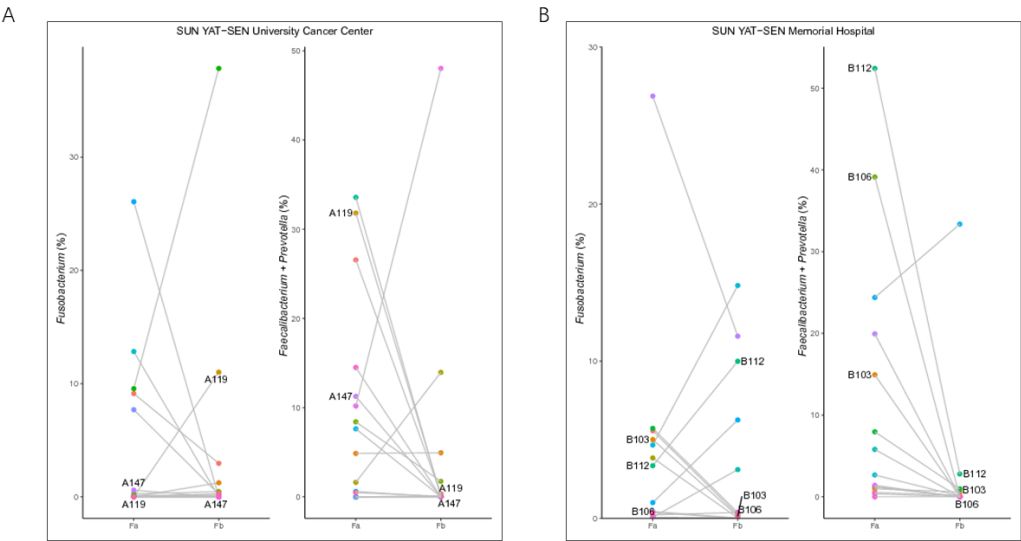 A
B
SUN YAT-SEN University Cancer Center
Fusobacterium (%)
30
20
10
0
A119
A147
A119
A147
Fa
Fb
Faecalibacterium + Prevotella (%)
50
40
30
20
10
0
A119
A147
A119
A147
Fa
Fb
SUN YAT-SEN Memorial Hospital
Fusobacterium (%)
30
20
10
0
B112
B103
B112
B103
B106
B106
Fa
Fb
Faecalibacterium + Prevotella (%)
50
40
30
20
10
0
B112
B106
B103
B112
B103
B106
Fa
Fb